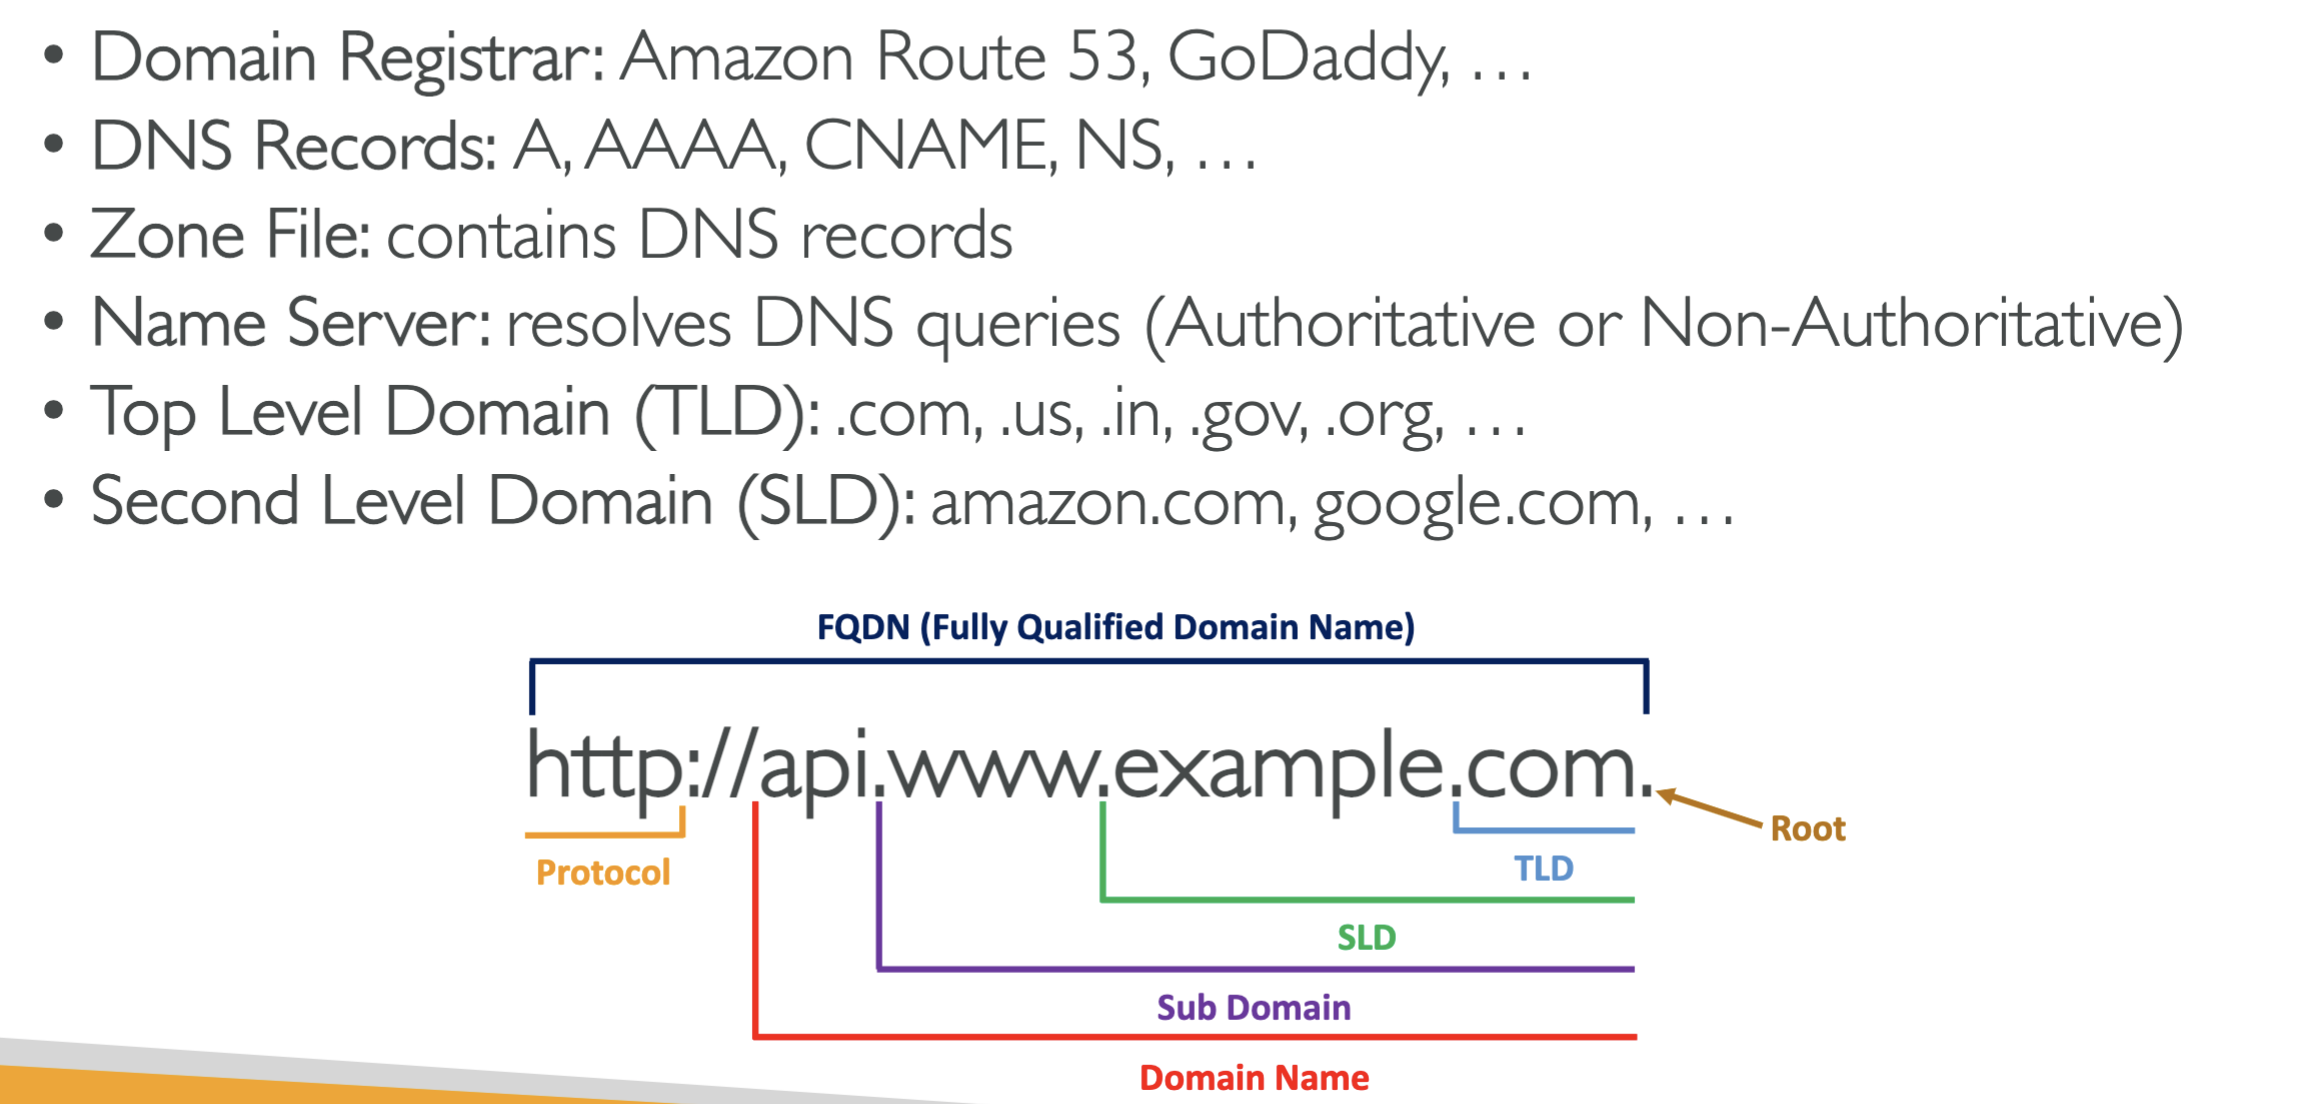 • Domain Registrar: Amazon Route 53, GoDaddy, …
• DNS Records: A, AAAA, CNAME, NS, …
• Zone File: contains DNS records
• Name Server: resolves DNS queries (Authoritative or Non-Authoritative)
• Top Level Domain (TLD): .com, .us, .in, .gov, .org, …
• Second Level Domain (SLD): amazon.com, google.com, …
FQDN (Fully Qualified Domain Name)
http://api.www.example.com.
Root
Protocol
TLD
SLD
Sub Domain
Domain Name